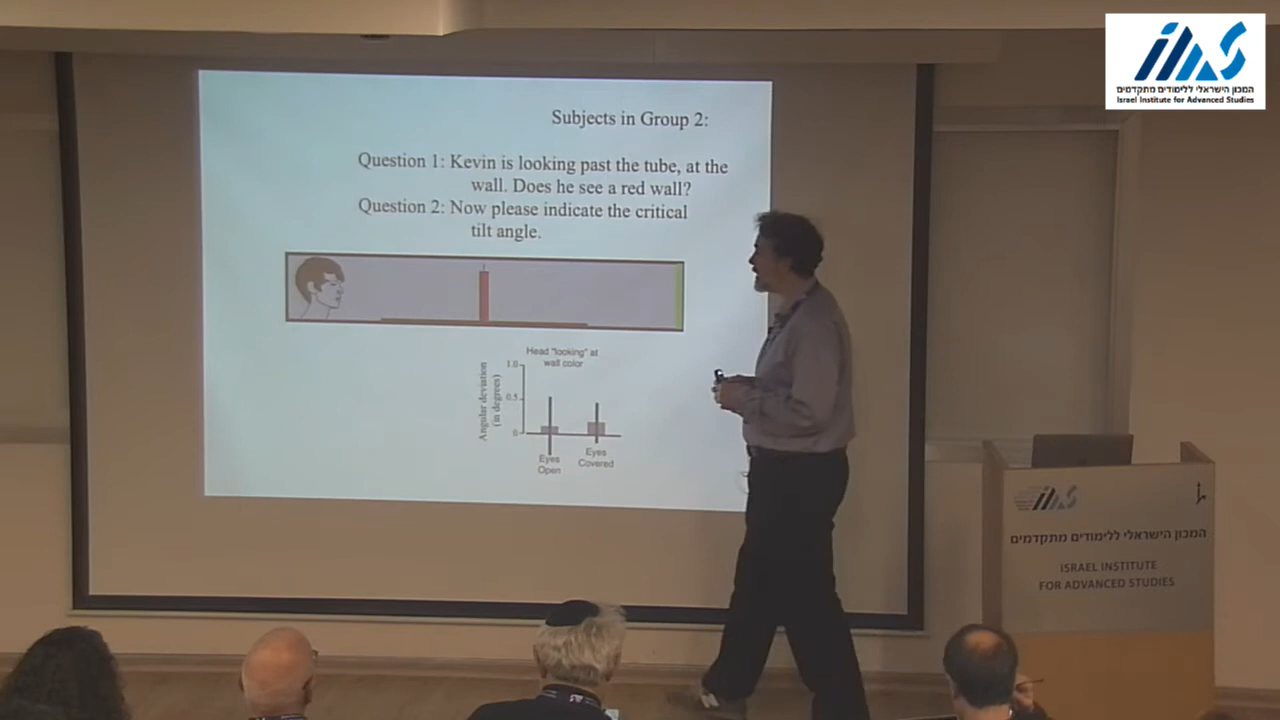 המכון הישראלי ללימודים מתקדמים
Israel Institute for Advanced Studies
Subjects in Group 2:
Question 1: Kevin is looking past the tube, at the
wall. Does he see a red wall?
Question 2: Now please indicate the critical
tilt angle.
Head "looking" at
wall color
Angular deviation
(in degrees)
1.0
0.5
0
Eyes
Open
Eyes
Covered
המכון הישראלי ללימודים מתקדמים
ISRAEL INSTITUTE
FOR ADVANCED STUDIES